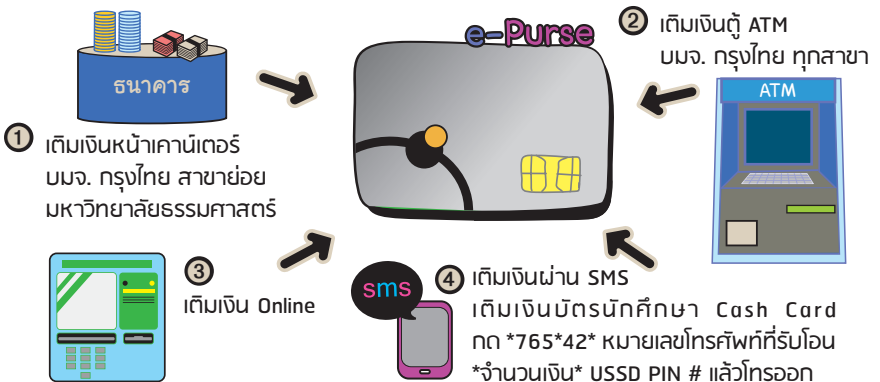 e-Purse
ธนาคาร
① เติมเงินหน้าเคาน์เตอร์
บมจ. กรุงไทย สาขาย่อย
มหาวิทยาลัยธรรมศาสตร์
② เติมเงินตู้ ATM
บมจ. กรุงไทย ทุกสาขา
ATM
③
เติมเงิน Online
sms
④ เติมเงินผ่าน SMS
เติมเงินบัตรนักศึกษา Cash Card
กด *765*42* หมายเลขโทรศัพท์ที่รับโอน
*จำนวนเงิน* USSD PIN # แล้วโทรออก